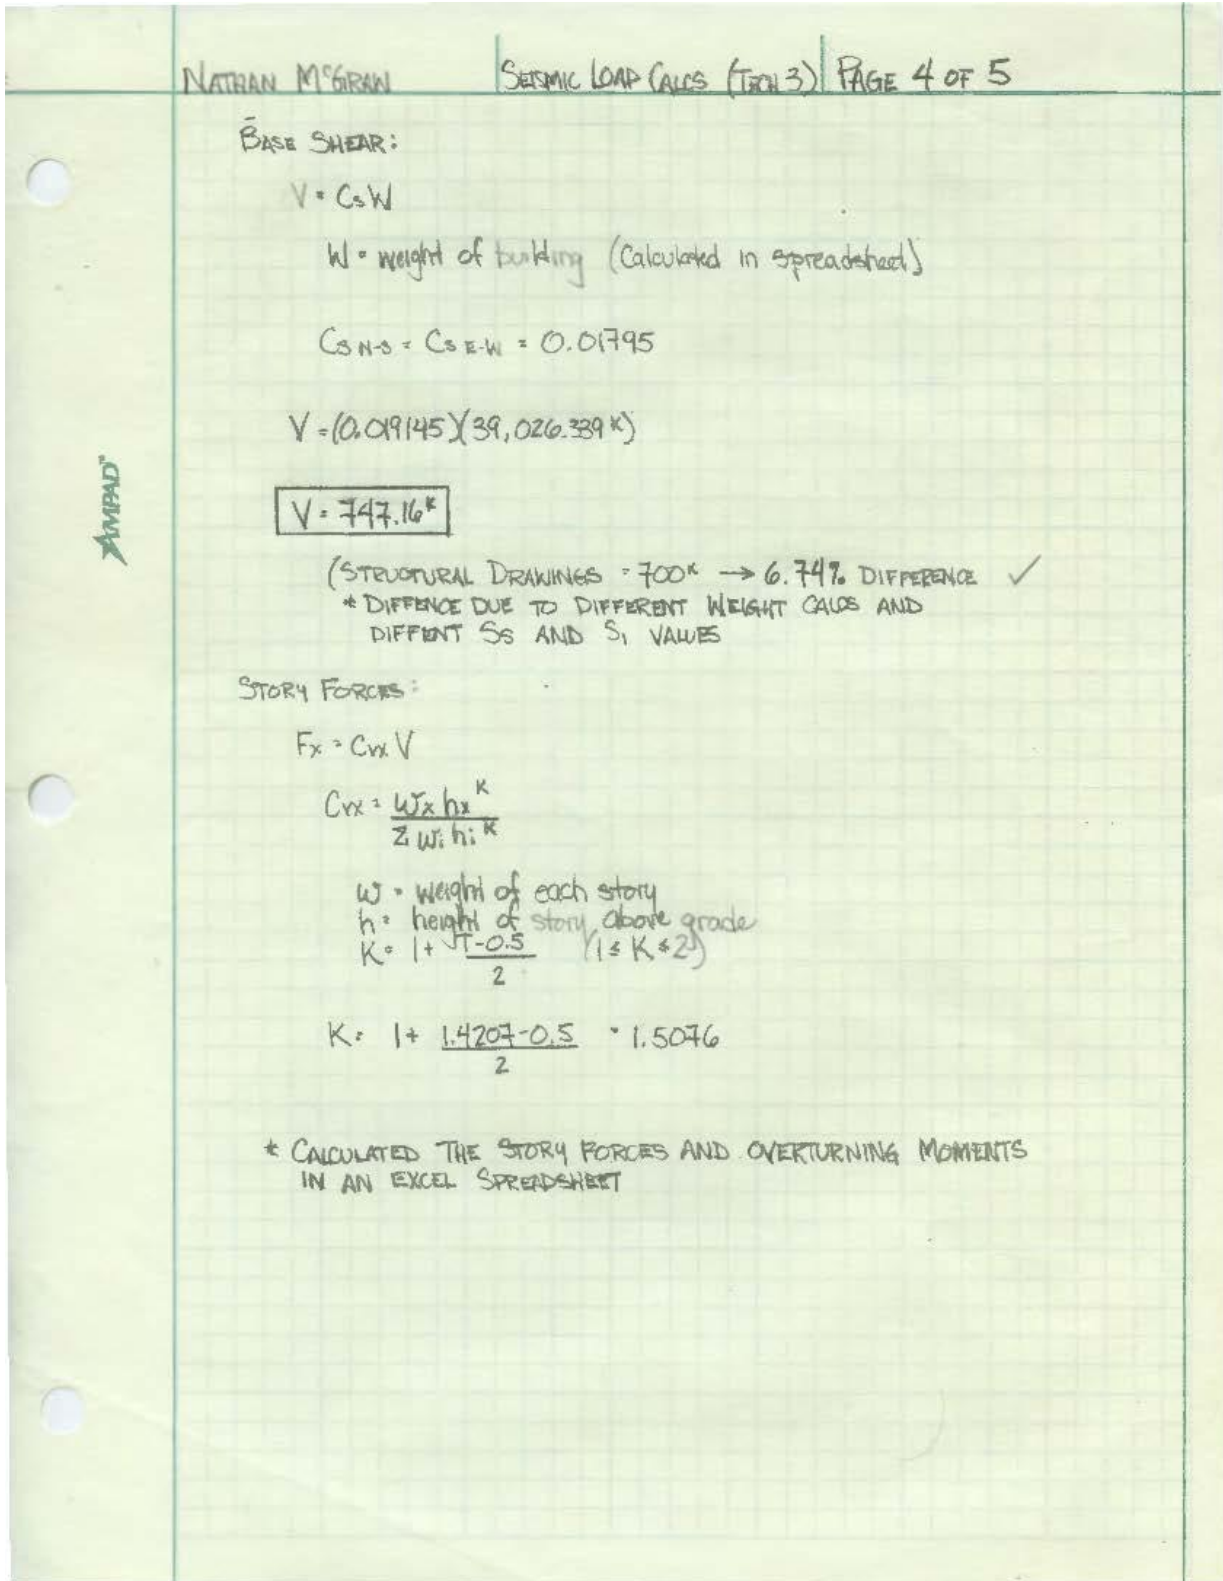 NATHAN McGRAW SEISMIC LOAD CALCS (TECH 3) PAGE 4 OF 5
BASE SHEAR:
V = CsW
W = weight of building (Calculated in spreadsheet)
Cs N-S = Cs E-W = 0.01795
V = (0.019145)(39,026.339 K)
V = 747.16 K
(STRUCTURAL DRAWINGS = 700 K → 6.74% DIFFERENCE ✓
* DIFFENCE DUE TO DIFFERENT WEIGHT CALCS AND
DIFFENT Ss AND S1 VALUES
AMPAD™
STORY FORCES:
Fx = Cvx V
Cvx = wx hx^K
Σ wi hi^K
w = weight of each story
h = height of story above grade
K = 1 + T-0.5 (1 ≤ K ≤ 2)
2
K = 1 + 1.4207-0.5 = 1.5076
2
* CALCULATED THE STORY FORCES AND OVERTURNING MOMENTS
IN AN EXCEL SPREADSHEET